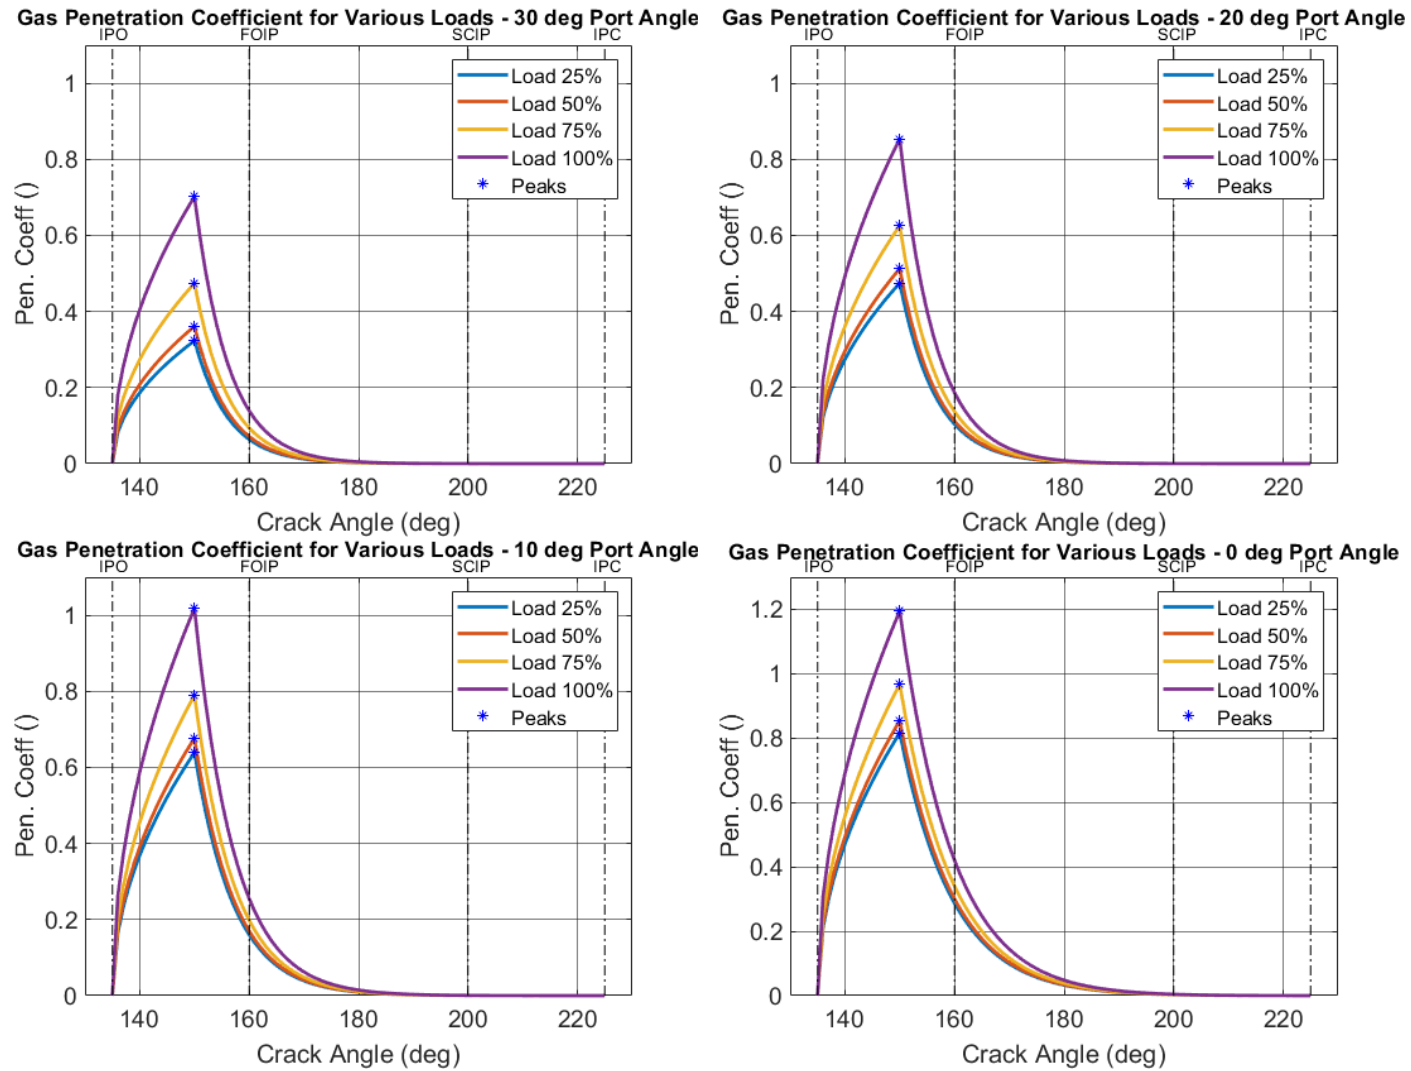 Gas Penetration Coefficient for Various Loads - 30 deg Port Angle
IPO FOIP SCIP IPC
Load 25%
Load 50%
Load 75%
Load 100%
Peaks
1
0.8
0.6
0.4
0.2
0
Pen. Coeff ()
140 160 180 200 220
Crack Angle (deg)
Gas Penetration Coefficient for Various Loads - 20 deg Port Angle
IPO FOIP SCIP IPC
Load 25%
Load 50%
Load 75%
Load 100%
Peaks
1
0.8
0.6
0.4
0.2
0
Pen. Coeff ()
140 160 180 200 220
Crack Angle (deg)
Gas Penetration Coefficient for Various Loads - 10 deg Port Angle
IPO FOIP SCIP IPC
Load 25%
Load 50%
Load 75%
Load 100%
Peaks
1
0.8
0.6
0.4
0.2
0
Pen. Coeff ()
140 160 180 200 220
Crack Angle (deg)
Gas Penetration Coefficient for Various Loads - 0 deg Port Angle
IPO FOIP SCIP IPC
Load 25%
Load 50%
Load 75%
Load 100%
Peaks
1.2
1
0.8
0.6
0.4
0.2
0
Pen. Coeff ()
140 160 180 200 220
Crack Angle (deg)